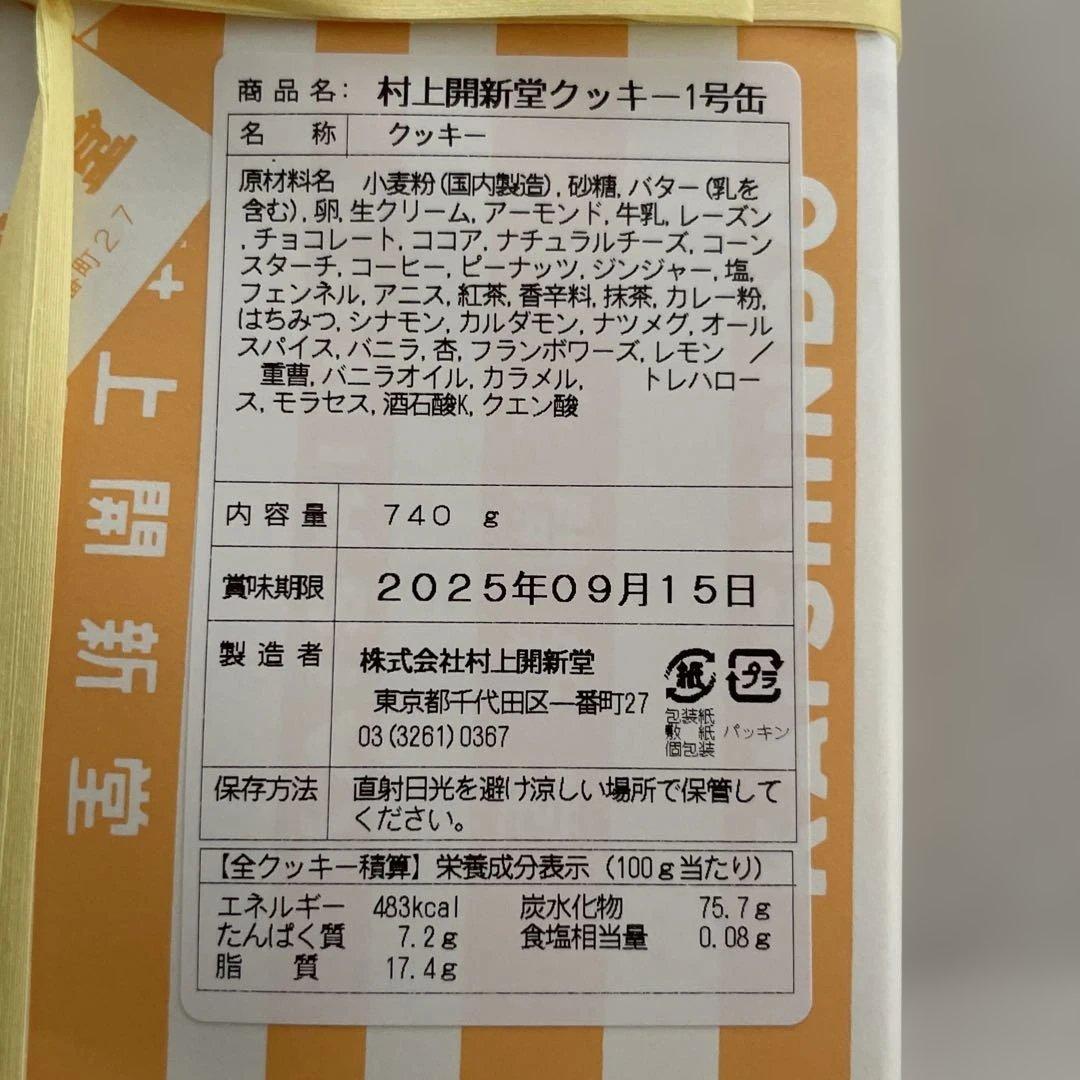 商品名: 村上開新堂クッキー1号缶
名 称 クッキー
原材料名 小麦粉(国内製造),砂糖,バター(乳を
含む),卵,生クリーム,アーモンド,牛乳,レーズン
,チョコレート,ココア,ナチュラルチーズ,コーン
スターチ,コーヒー,ピーナッツ,ジンジャー,塩,
フェンネル,アニス,紅茶,香辛料,抹茶,カレー粉,
はちみつ,シナモン,カルダモン,ナツメグ,オール
スパイス,バニラ,杏,フランボワーズ,レモン /
重曹,バニラオイル,カラメル, トレハロー
ス,モラセス,酒石酸K,クエン酸
内容量 740 g
賞味期限 2025年09月15日
製造者 株式会社村上開新堂
東京都千代田区一番町27
03(3261)0367
紙 プラ
包装紙
敷 紙 パッキン
個包装
保存方法 直射日光を避け涼しい場所で保管して
ください。
【全クッキー積算】栄養成分表示(100g当たり)
エネルギー 483kcal 炭水化物 75.7g
たんぱく質 7.2g 食塩相当量 0.08g
脂 質 17.4g
堂
番町27
上開新堂